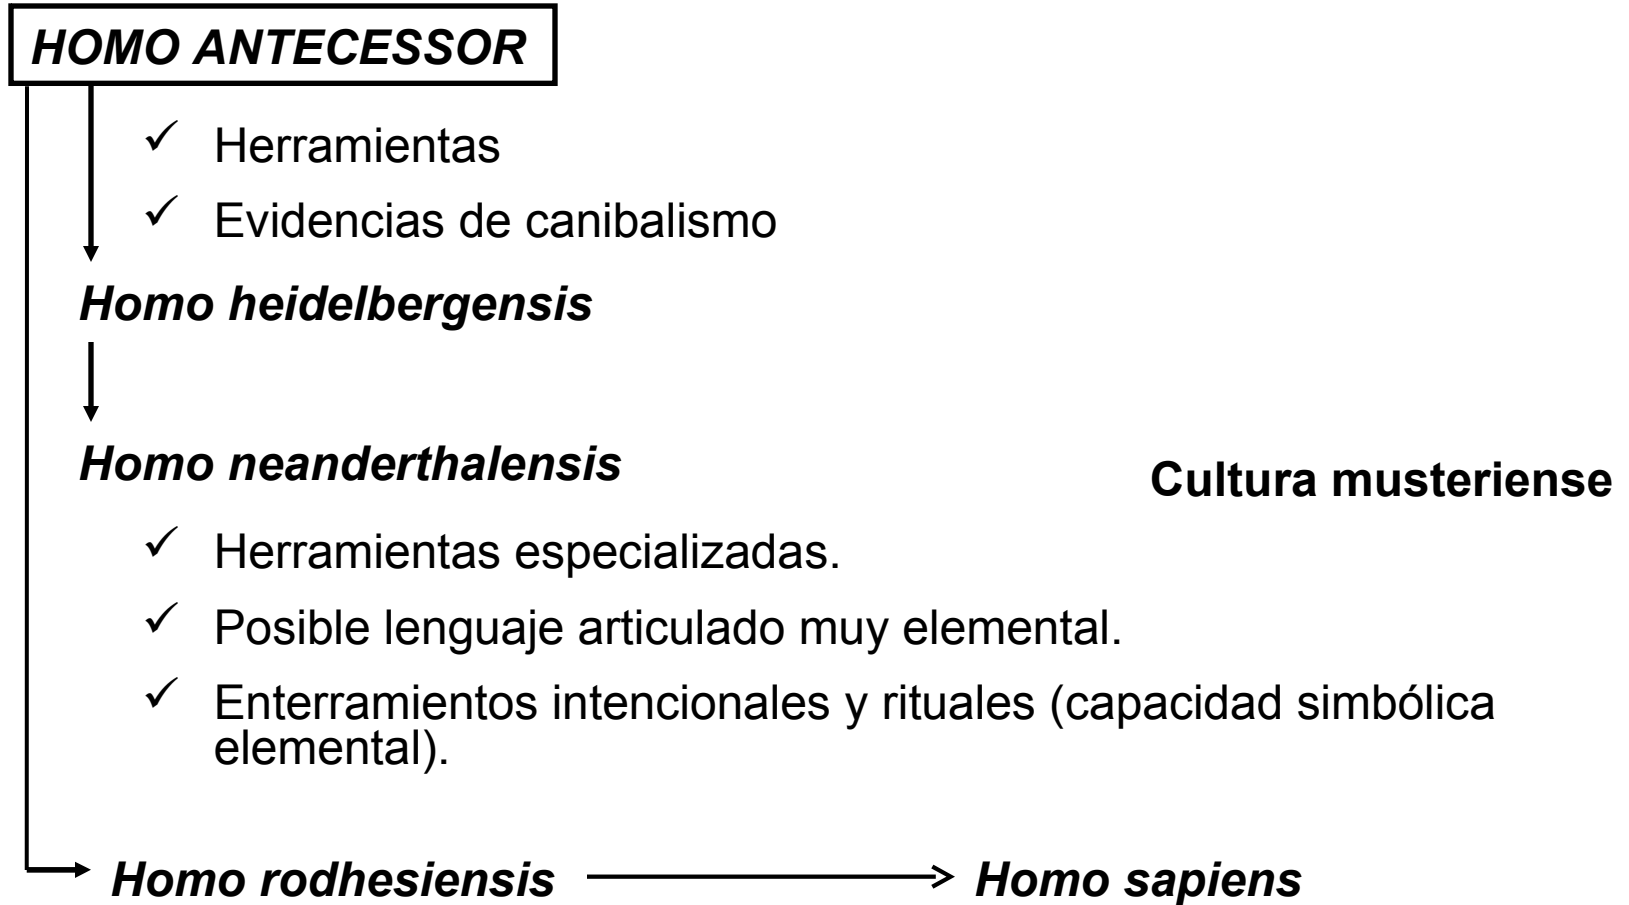 HOMO ANTECESSOR
✓ Herramientas
✓ Evidencias de canibalismo
Homo heidelbergensis
Homo neanderthalensis
Cultura musteriense
✓ Herramientas especializadas.
✓ Posible lenguaje articulado muy elemental.
✓ Enterramientos intencionales y rituales (capacidad simbólica
elemental).
Homo rodhesiensis
Homo sapiens